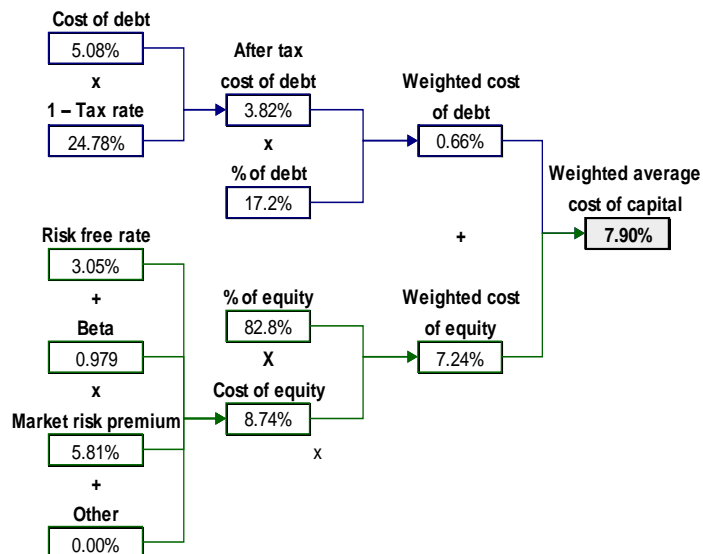 Cost of debt
5.08%
x
1 – Tax rate
24.78%
After tax
cost of debt
3.82%
x
% of debt
17.2%
Weighted cost
of debt
0.66%
Weighted average
cost of capital
7.90%
+
Risk free rate
3.05%
+
Beta
0.979
x
Market risk premium
5.81%
+
Other
0.00%
% of equity
82.8%
X
Cost of equity
8.74%
x
Weighted cost
of equity
7.24%